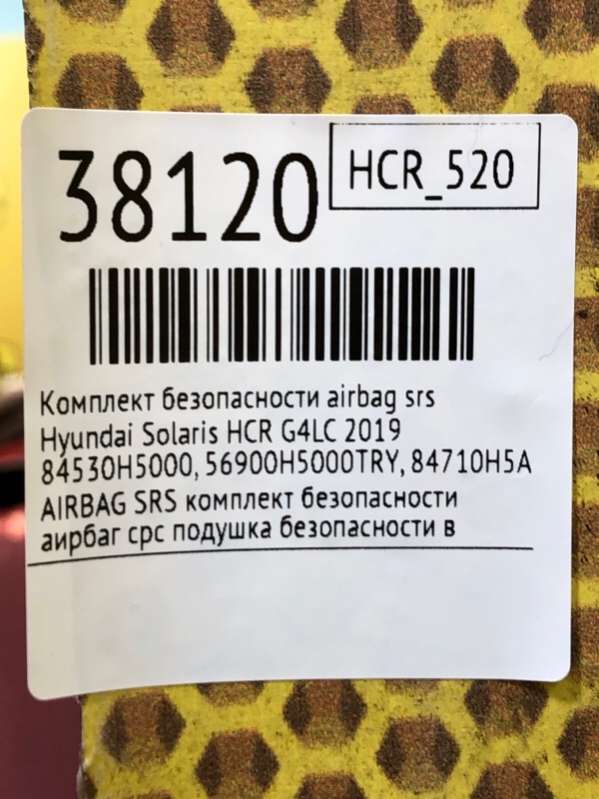 38120
HCR_520
Комплект безопасности airbag srs
Hyundai Solaris HCR G4LC 2019
84530H5000, 56900H5000TRY, 84710H5A
AIRBAG SRS комплект безопасности
аирбаг срс подушка безопасности в